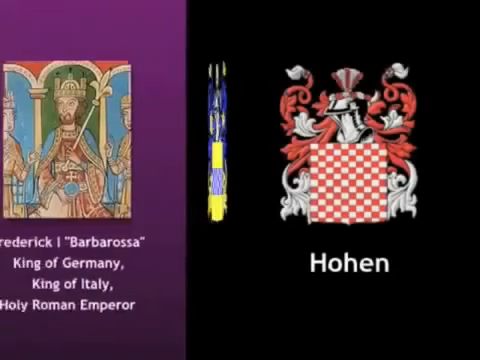 rederick I "Barbarossa"
King of Germany,
King of Italy,
Holy Roman Emperor
Hohen